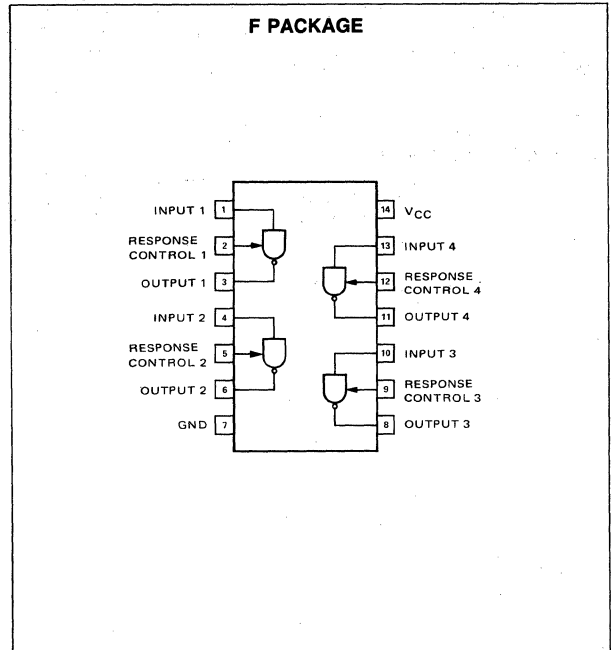 F PACKAGE
INPUT 1 1
RESPONSE
CONTROL 1 2
OUTPUT 1 3
INPUT 2 4
RESPONSE
CONTROL 2 5
OUTPUT 2 6
GND 7
14 VCC
13 INPUT 4
12 RESPONSE
CONTROL 4
11 OUTPUT 4
10 INPUT 3
9 RESPONSE
CONTROL 3
8 OUTPUT 3